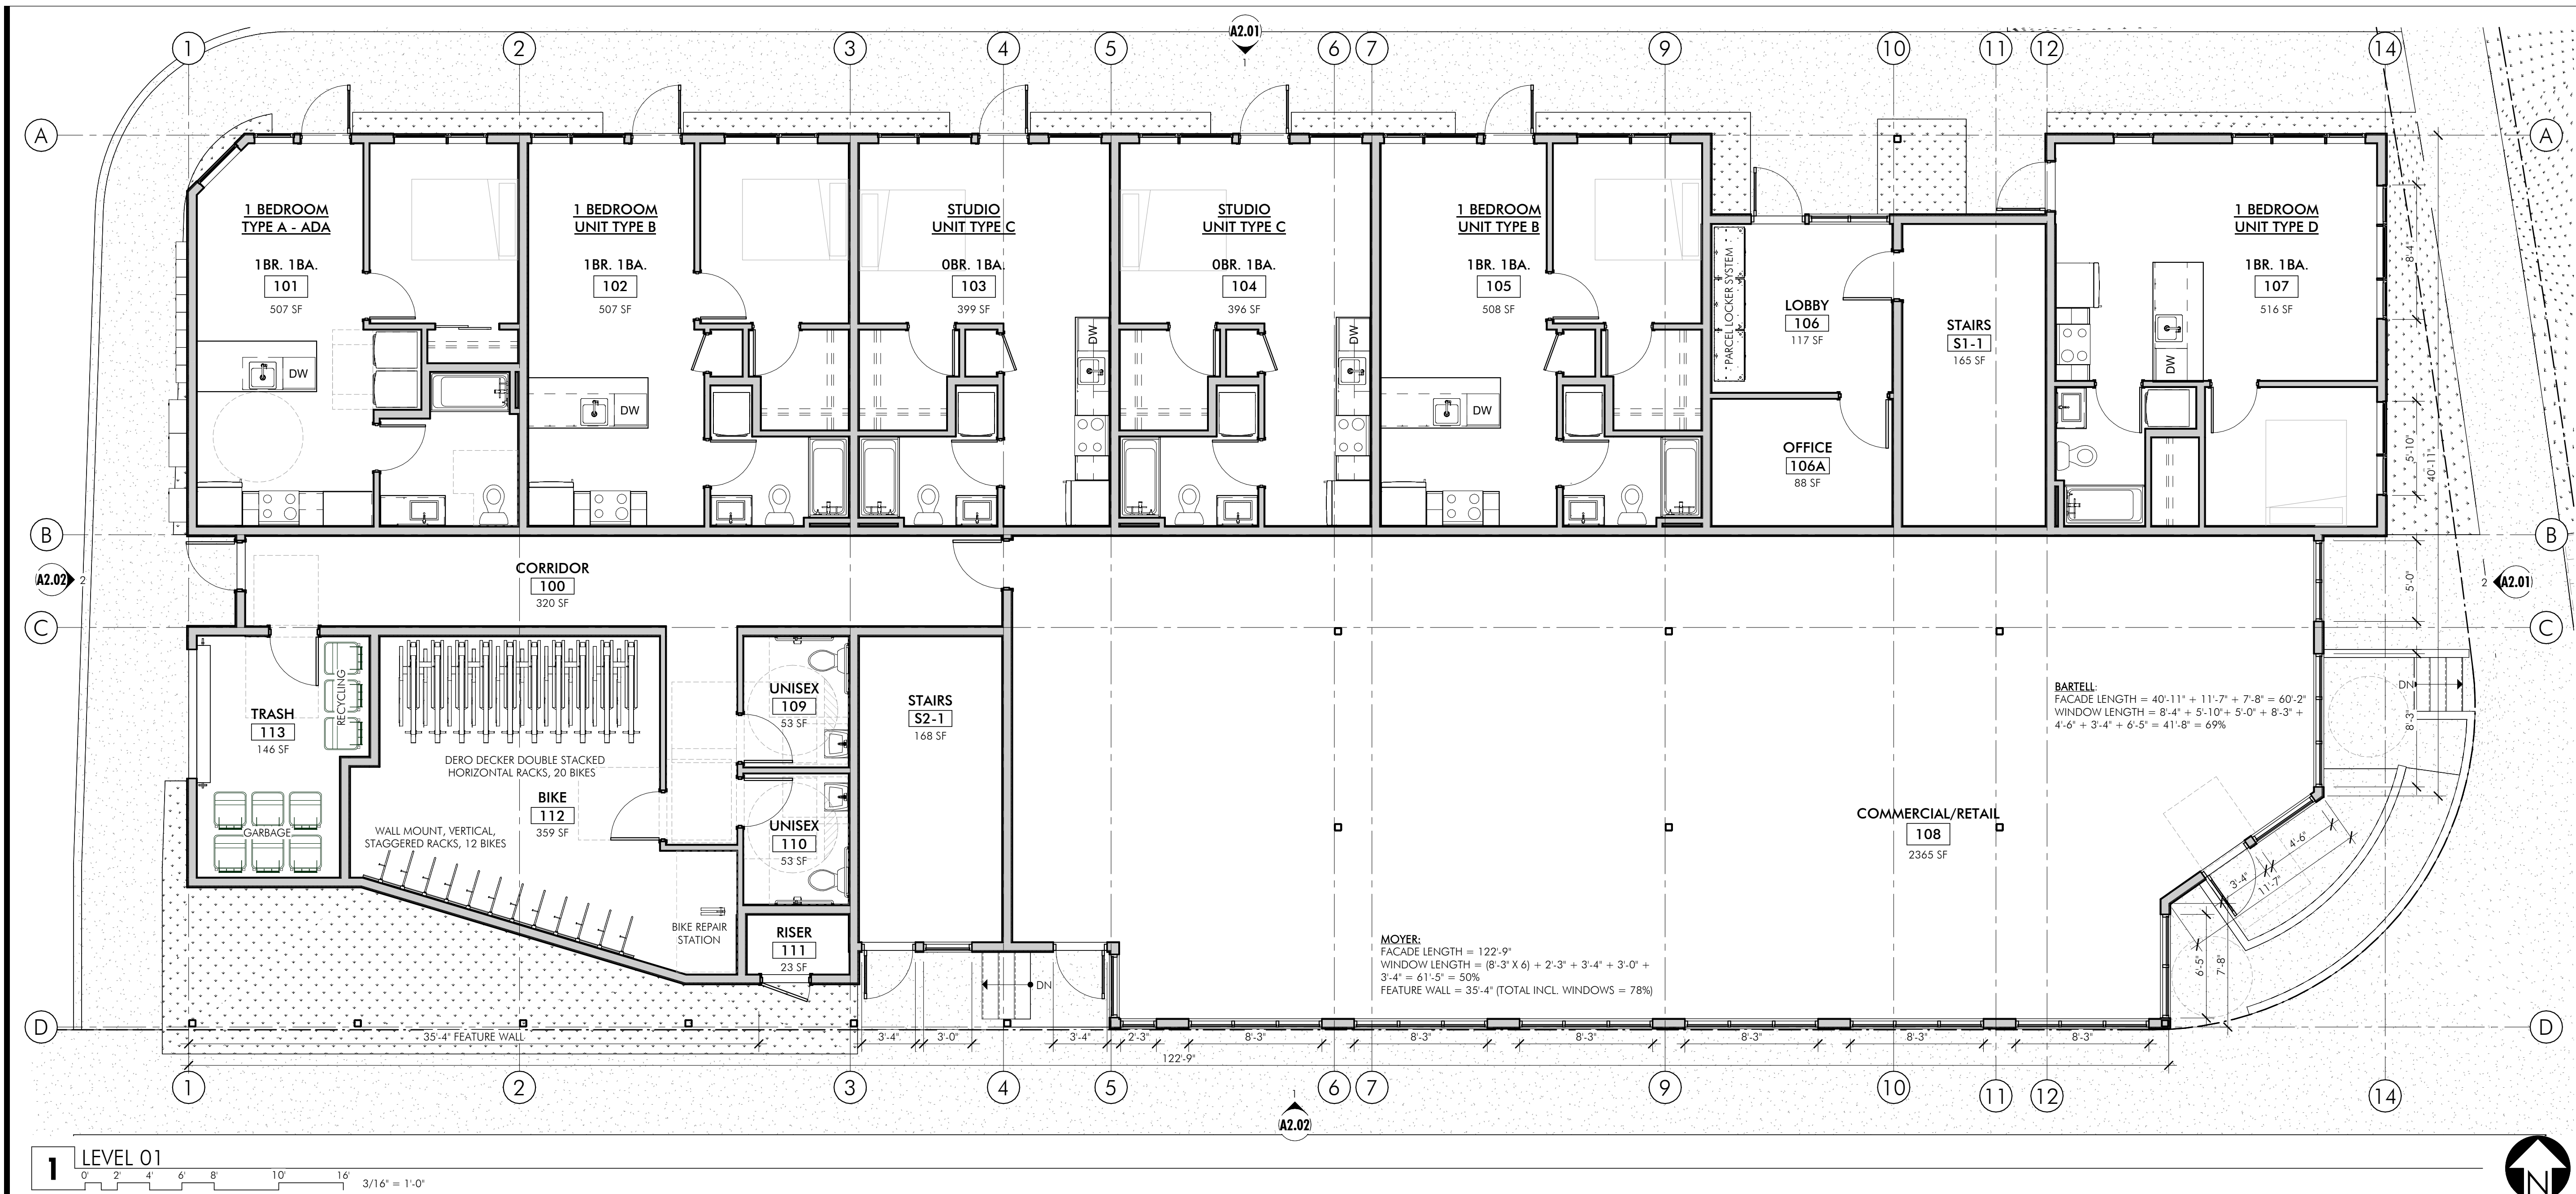 1 2 3 4 5 6 7 9 10 11 12 14
A2.01
1
A A
1 BEDROOM
TYPE A - ADA
1BR. 1BA.
101
507 SF
DW
1 BEDROOM
UNIT TYPE B
1BR. 1BA.
102
507 SF
DW
STUDIO
UNIT TYPE C
0BR. 1BA.
103
399 SF
DW
STUDIO
UNIT TYPE C
0BR. 1BA.
104
396 SF
DW
1 BEDROOM
UNIT TYPE B
1BR. 1BA.
105
508 SF
DW
PARCEL LOCKER SYSTEM
LOBBY
106
117 SF
OFFICE
106A
88 SF
STAIRS
S1-1
165 SF
1 BEDROOM
UNIT TYPE D
1BR. 1BA.
107
516 SF
DW
8'-4"
5'-10"
40'-11"
B B
A2.02 2
CORRIDOR
100
320 SF
5'-0"
2 A2.01
C C
TRASH
113
146 SF
RECYCLING
GARBAGE
DERO DECKER DOUBLE STACKED
HORIZONTAL RACKS, 20 BIKES
BIKE
112
359 SF
WALL MOUNT, VERTICAL,
STAGGERED RACKS, 12 BIKES
BIKE REPAIR
STATION
UNISEX
109
53 SF
UNISEX
110
53 SF
RISER
111
23 SF
STAIRS
S2-1
168 SF
DN
BARTELL:
FACADE LENGTH = 40'-11" + 11'-7" + 7'-8" = 60'-2"
WINDOW LENGTH = 8'-4" + 5'-10"+ 5'-0" + 8'-3" +
4'-6" + 3'-4" + 6'-5" = 41'-8" = 69%
DN
8'-3"
COMMERCIAL/RETAIL
108
2365 SF
4'-6"
3'-4"
11'-7"
6'-5"
7'-8"
MOYER:
FACADE LENGTH = 122'-9"
WINDOW LENGTH = (8'-3" X 6) + 2'-3" + 3'-4" + 3'-0" +
3'-4" = 61'-5" = 50%
FEATURE WALL = 35'-4" (TOTAL INCL. WINDOWS = 78%)
D D
35'-4" FEATURE WALL 3'-4" 3'-0" 3'-4" 2'-3" 8'-3" 8'-3" 8'-3" 8'-3" 8'-3" 8'-3"
122'-9"
1 2 3 4 5 6 7 9 10 11 12 14
1
A2.02
1 LEVEL 01
0' 2' 4' 6' 8' 10' 16'
3/16" = 1'-0"
N